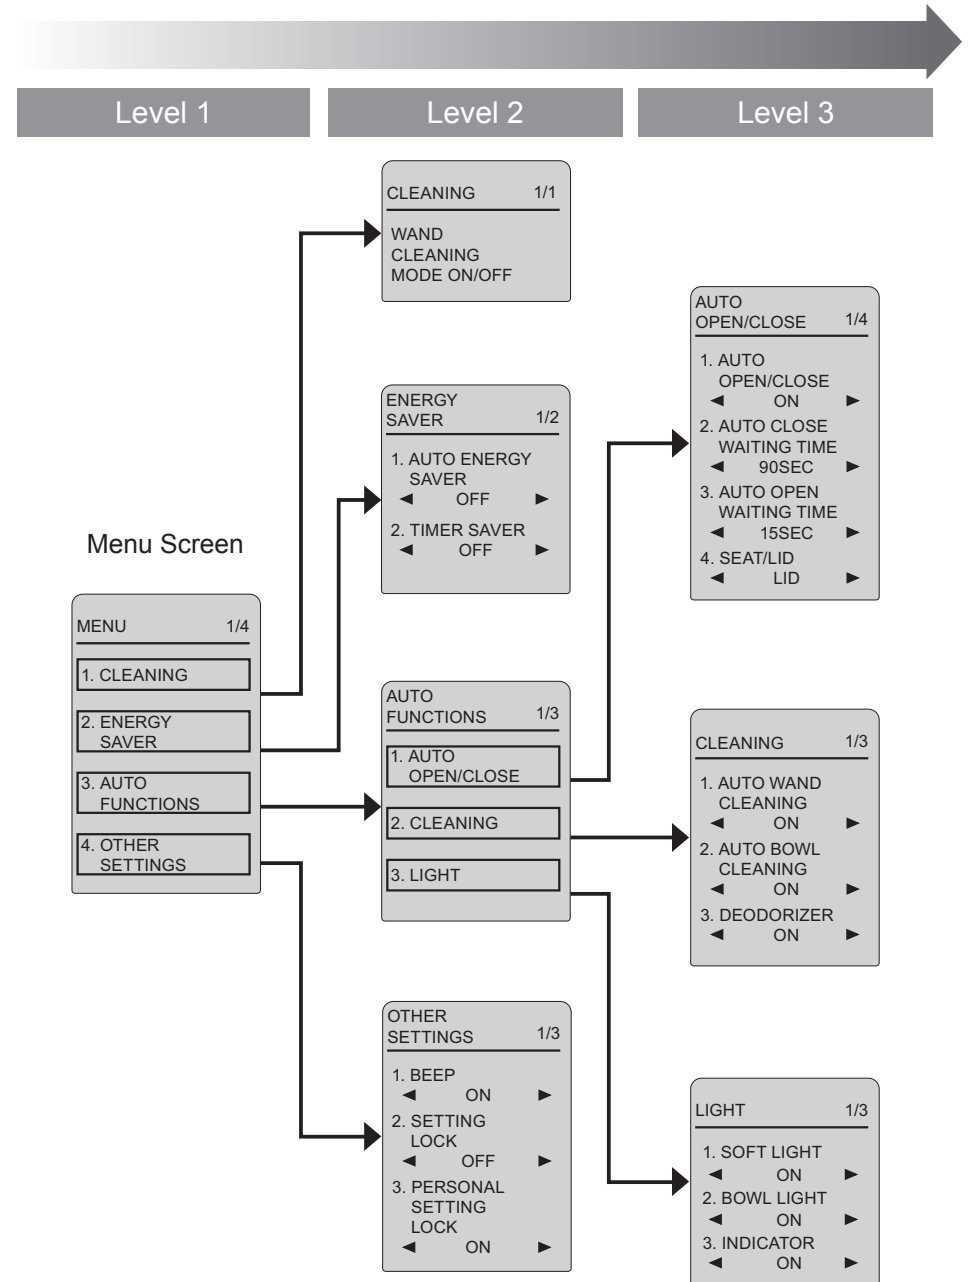 Level 1
Level 2
Level 3
Menu Screen
MENU 1/4
1. CLEANING
2. ENERGY
SAVER
3. AUTO
FUNCTIONS
4. OTHER
SETTINGS
CLEANING 1/1
WAND
CLEANING
MODE ON/OFF
ENERGY
SAVER 1/2
1. AUTO ENERGY
SAVER
◀ OFF ▶
2. TIMER SAVER
◀ OFF ▶
AUTO
FUNCTIONS 1/3
1. AUTO
OPEN/CLOSE
2. CLEANING
3. LIGHT
OTHER
SETTINGS 1/3
1. BEEP
◀ ON ▶
2. SETTING
LOCK
◀ OFF ▶
3. PERSONAL
SETTING
LOCK
◀ ON ▶
AUTO
OPEN/CLOSE 1/4
1. AUTO
OPEN/CLOSE
◀ ON ▶
2. AUTO CLOSE
WAITING TIME
◀ 90SEC ▶
3. AUTO OPEN
WAITING TIME
◀ 15SEC ▶
4. SEAT/LID
◀ LID ▶
CLEANING 1/3
1. AUTO WAND
CLEANING
◀ ON ▶
2. AUTO BOWL
CLEANING
◀ ON ▶
3. DEODORIZER
◀ ON ▶
LIGHT 1/3
1. SOFT LIGHT
◀ ON ▶
2. BOWL LIGHT
◀ ON ▶
3. INDICATOR
◀ ON ▶